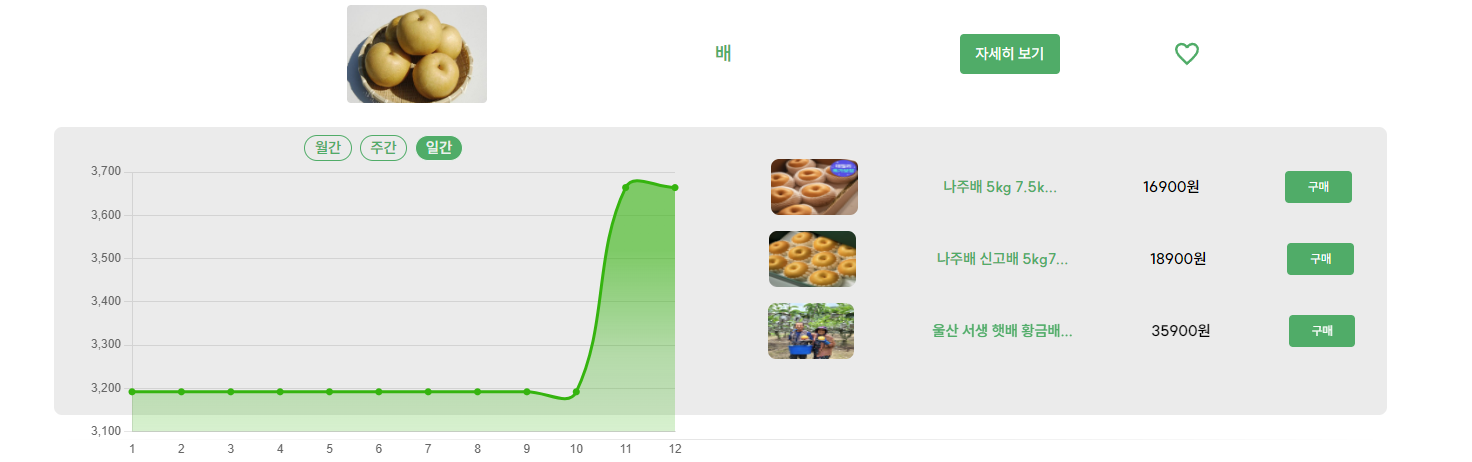 배
자세히 보기
월간 주간 일간
3,700
3,600
3,500
3,400
3,300
3,200
3,100
1 2 3 4 5 6 7 8 9 10 11 12
나주배 5kg 7.5k... 16900원 구매
나주배 신고배 5kg7... 18900원 구매
울산 서생 햇배 황금배... 35900원 구매